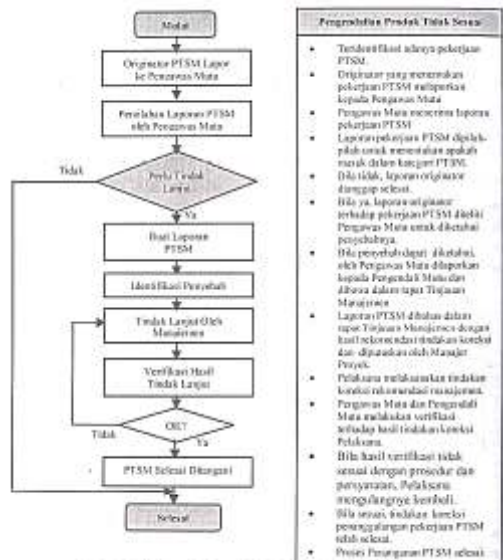 Mulai
Originator PTSM Lapor
ke Pengawas Mutu
Pemilahan Laporan PTSM
oleh Pengawas Mutu
Perlu Tindak
Lanjut
Tidak
Ya
Buat Laporan
PTSM
Identifikasi Penyebab
Tindak Lanjut Oleh
Manajemen
Verifikasi Hasil
Tindak Lanjut
OK?
Tidak
Ya
PTSM Selesai Ditangani
Selesai
Pengendalian Produk Tidak Sesuai
• Teridentifikasi adanya pekerjaan
PTSM.
• Originator yang menemukan
pekerjaan PTSM melaporkan
kepada Pengawas Mutu
• Pengawas Mutu menerima laporan
pekerjaan PTSM
• Laporan pekerjaan PTSM dipilah-
pilah untuk menentukan apakah
masuk dalam kategori PTSM.
• Bila tidak, laporan originator
dianggap selesai.
• Bila ya, laporan originator
terhadap pekerjaan PTSM diteliti
Pengawas Mutu untuk diketahui
penyebabnya.
• Bila penyebab dapat diketahui,
oleh Pengawas Mutu dilaporkan
kepada Pengendali Mutu dan
dibawa dalam rapat Tinjauan
Manajemen
• Laporan PTSM dibahas dalam
rapat Tinjauan Manajemen dengan
hasil rekomendasi tindakan koreksi
dan diputuskan oleh Manajer
Proyek.
• Pelaksana melaksanakan tindakan
koreksi rekomendasi manajemen.
• Pengawas Mutu dan Pengendali
Mutu melakukan verifikasi
terhadap hasil tindakan koreksi
Pelaksana.
• Bila hasil verifikasi tidak
sesuai dengan prosedur dan
persyaratan, Pelaksana
mengulangnya kembali.
• Bila sesuai, tindakan koreksi
penanggulangan pekerjaan PTSM
telah selesai.
• Proses Penanganan PTSM selesai